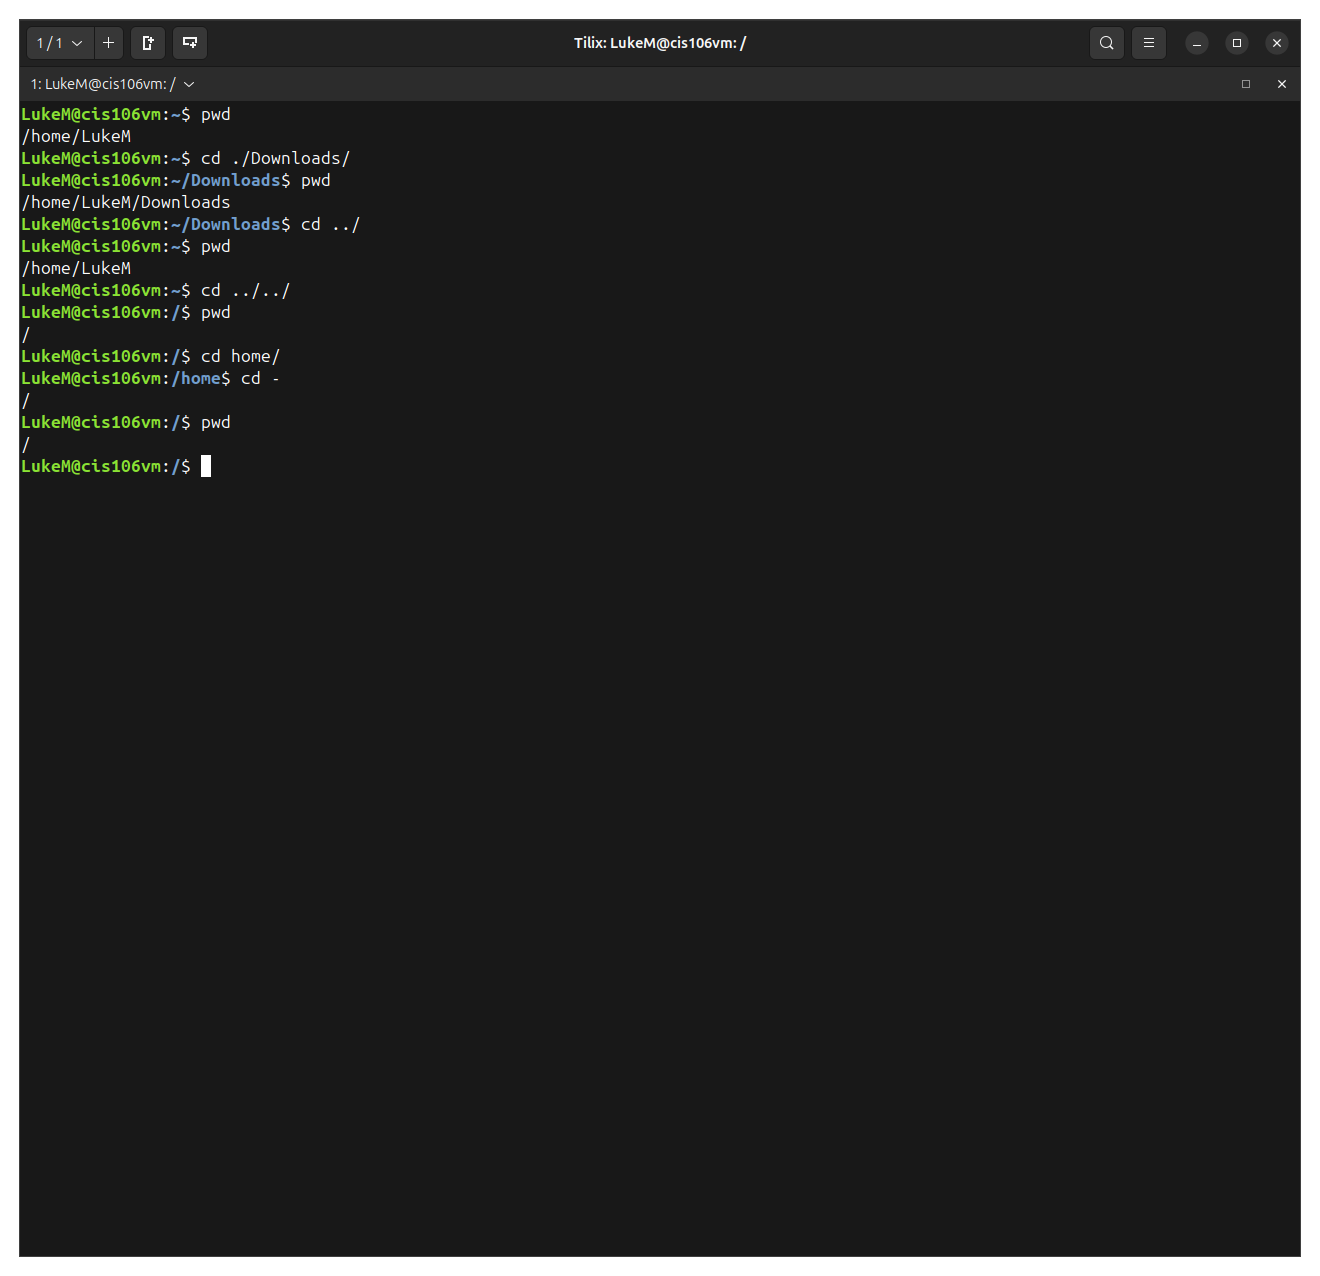 1 / 1
Tilix: LukeM@cis106vm: /
1: LukeM@cis106vm: /
LukeM@cis106vm:~$ pwd
/home/LukeM
LukeM@cis106vm:~$ cd ./Downloads/
LukeM@cis106vm:~/Downloads$ pwd
/home/LukeM/Downloads
LukeM@cis106vm:~/Downloads$ cd ../
LukeM@cis106vm:~$ pwd
/home/LukeM
LukeM@cis106vm:~$ cd ../../
LukeM@cis106vm:/$ pwd
/
LukeM@cis106vm:/$ cd home/
LukeM@cis106vm:/home$ cd -
/
LukeM@cis106vm:/$ pwd
/
LukeM@cis106vm:/$